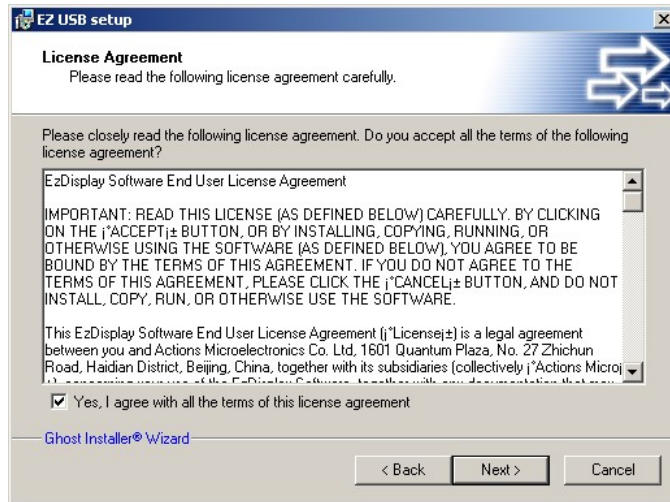 EZ USB setup
License Agreement
Please read the following license agreement carefully.
Please closely read the following license agreement. Do you accept all the terms of the following
license agreement?
EzDisplay Software End User License Agreement
IMPORTANT: READ THIS LICENSE (AS DEFINED BELOW) CAREFULLY. BY CLICKING
ON THE ¡°ACCEPT¡± BUTTON, OR BY INSTALLING, COPYING, RUNNING, OR
OTHERWISE USING THE SOFTWARE (AS DEFINED BELOW), YOU AGREE TO BE
BOUND BY THE TERMS OF THIS AGREEMENT. IF YOU DO NOT AGREE TO THE
TERMS OF THIS AGREEMENT, PLEASE CLICK THE ¡°CANCEL¡± BUTTON, AND DO NOT
INSTALL, COPY, RUN, OR OTHERWISE USE THE SOFTWARE.
This EzDisplay Software End User License Agreement (¡°License¡±) is a legal agreement
between you and Actions Microelectronics Co. Ltd, 1601 Quantum Plaza, No. 27 Zhichun
Road, Haidian District, Beijing, China, together with its subsidiaries (collectively ¡°Actions Microj
Yes, I agree with all the terms of this license agreement
Ghost Installer® Wizard
< Back
Next >
Cancel